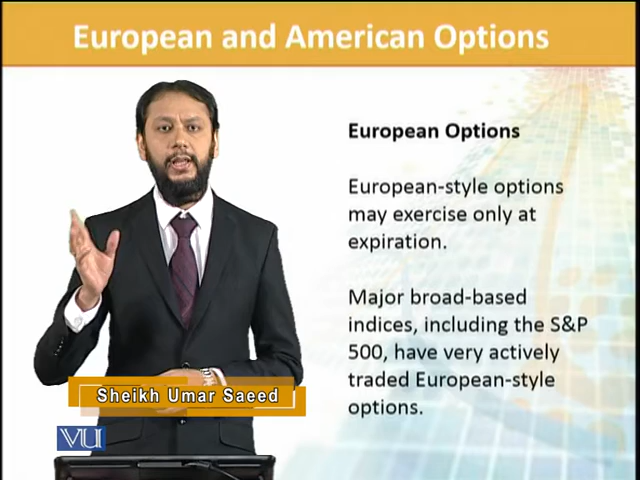 European and American Options
European Options
European-style options
may exercise only at
expiration.
Major broad-based
indices, including the S&P
500, have very actively
traded European-style
options.
Sheikh Umar Saeed
VU